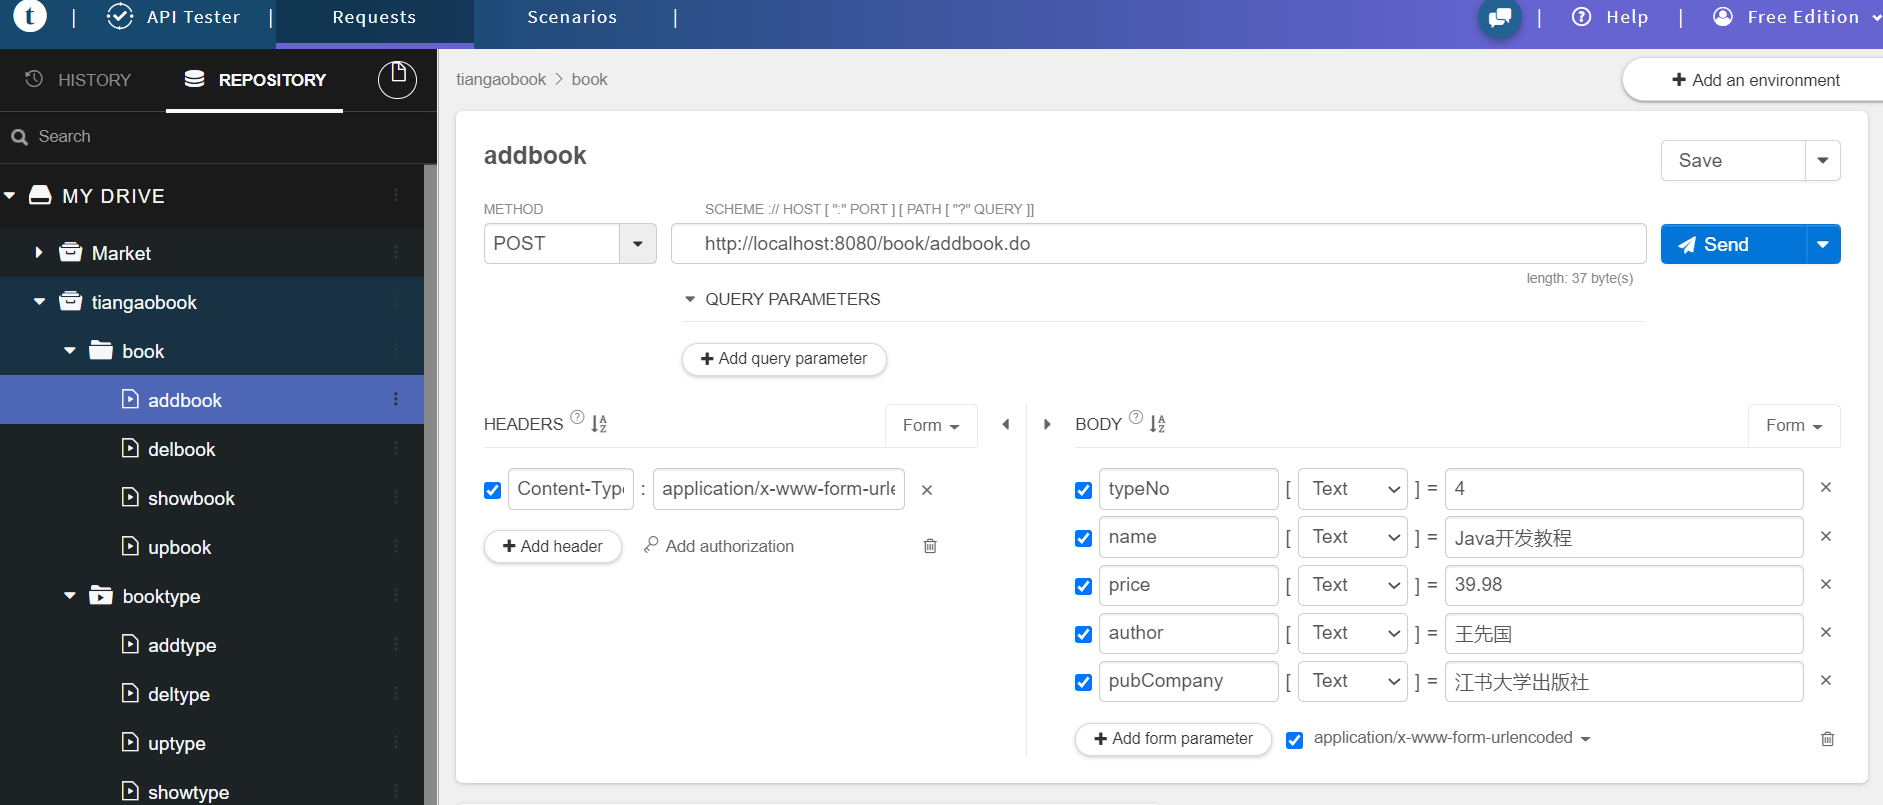 t | API Tester | Requests Scenarios | | Help | Free Edition
HISTORY REPOSITORY
Search
MY DRIVE
Market
tiangaobook
book
addbook
delbook
showbook
upbook
booktype
addtype
deltype
uptype
showtype
tiangaobook > book
+ Add an environment
addbook
Save
METHOD SCHEME :// HOST [ ":" PORT ] [ PATH [ "?" QUERY ]]
POST http://localhost:8080/book/addbook.do Send
length: 37 byte(s)
QUERY PARAMETERS
+ Add query parameter
HEADERS ? Form
Content-Type : application/x-www-form-urle ×
+ Add header Add authorization
BODY ? Form
typeNo [ Text ] = 4 ×
name [ Text ] = Java开发教程 ×
price [ Text ] = 39.98 ×
author [ Text ] = 王先国 ×
pubCompany [ Text ] = 江书大学出版社 ×
+ Add form parameter application/x-www-form-urlencoded